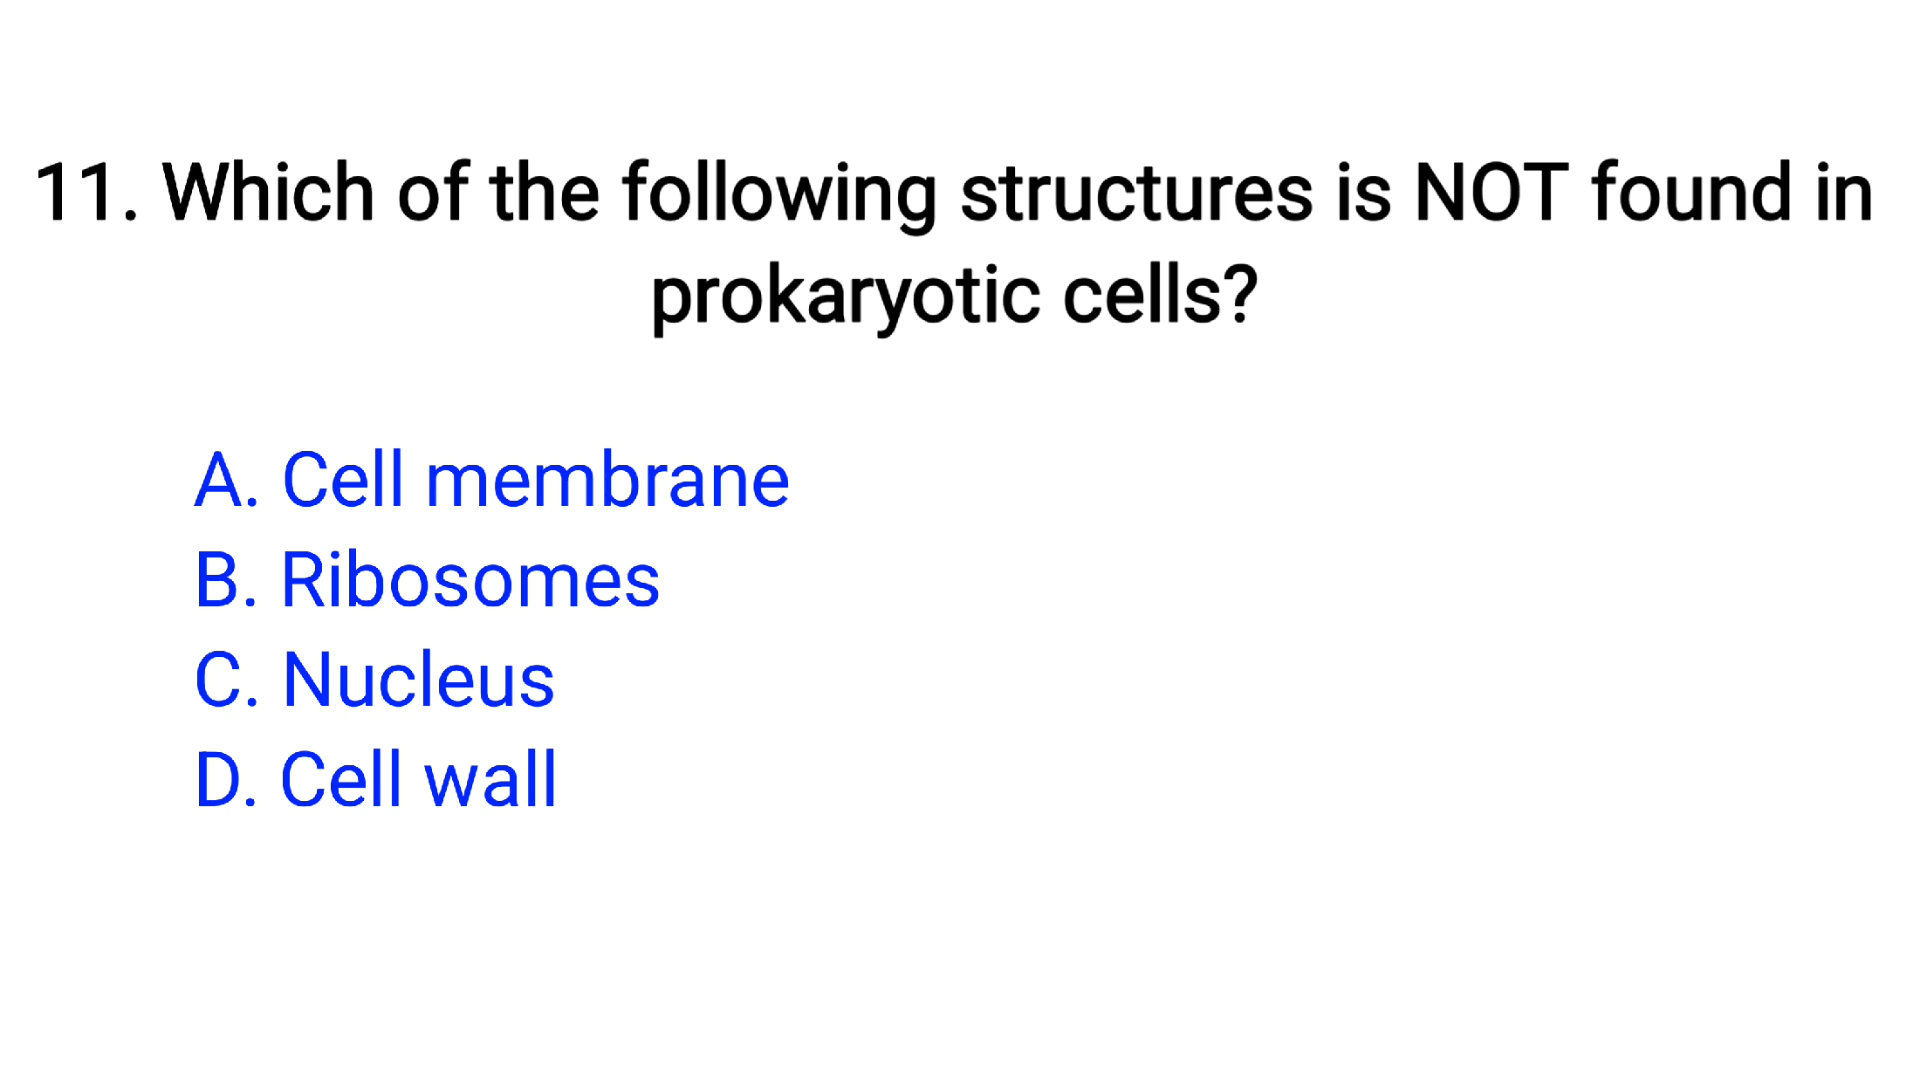 11. Which of the following structures is NOT found in
prokaryotic cells?
A. Cell membrane
B. Ribosomes
C. Nucleus
D. Cell wall